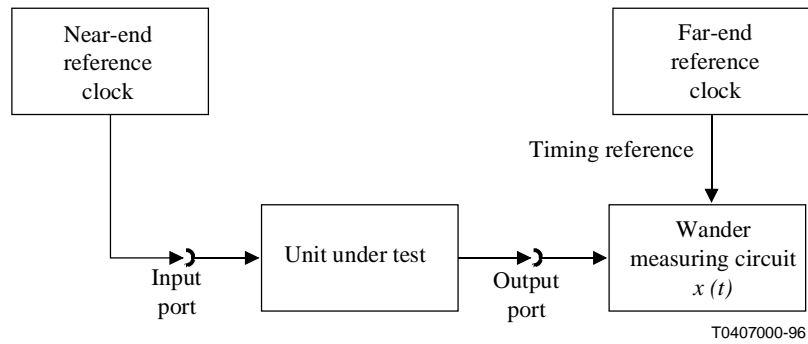 Near-end
reference
clock
Far-end
reference
clock
Timing reference
Unit under test
Wander
measuring circuit
x (t)
Input
port
Output
port
T0407000-96